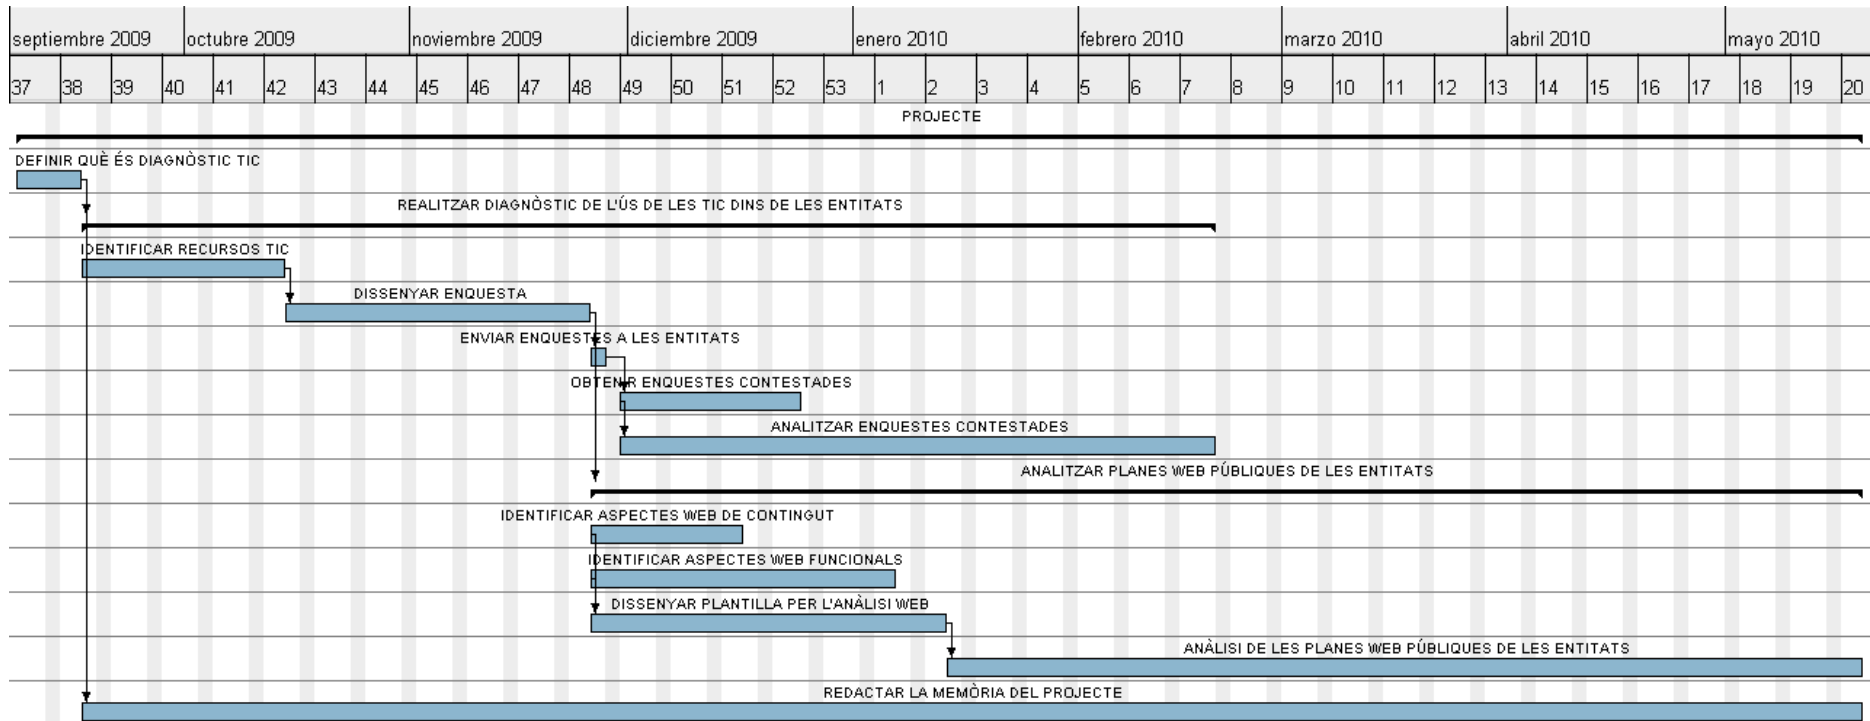 septiembre 2009 octubre 2009 noviembre 2009 diciembre 2009 enero 2010 febrero 2010 marzo 2010 abril 2010 mayo 2010
37 38 39 40 41 42 43 44 45 46 47 48 49 50 51 52 53 1 2 3 4 5 6 7 8 9 10 11 12 13 14 15 16 17 18 19 20
PROJECTE
DEFINIR QUÈ ÉS DIAGNÒSTIC TIC
REALITZAR DIAGNÒSTIC DE L'ÚS DE LES TIC DINS DE LES ENTITATS
IDENTIFICAR RECURSOS TIC
DISSENYAR ENQUESTA
ENVIAR ENQUESTES A LES ENTITATS
OBTENIR ENQUESTES CONTESTADES
ANALITZAR ENQUESTES CONTESTADES
ANALITZAR PLANES WEB PÚBLIQUES DE LES ENTITATS
IDENTIFICAR ASPECTES WEB DE CONTINGUT
IDENTIFICAR ASPECTES WEB FUNCIONALS
DISSENYAR PLANTILLA PER L'ANÀLISI WEB
ANÀLISI DE LES PLANES WEB PÚBLIQUES DE LES ENTITATS
REDACTAR LA MEMÒRIA DEL PROJECTE